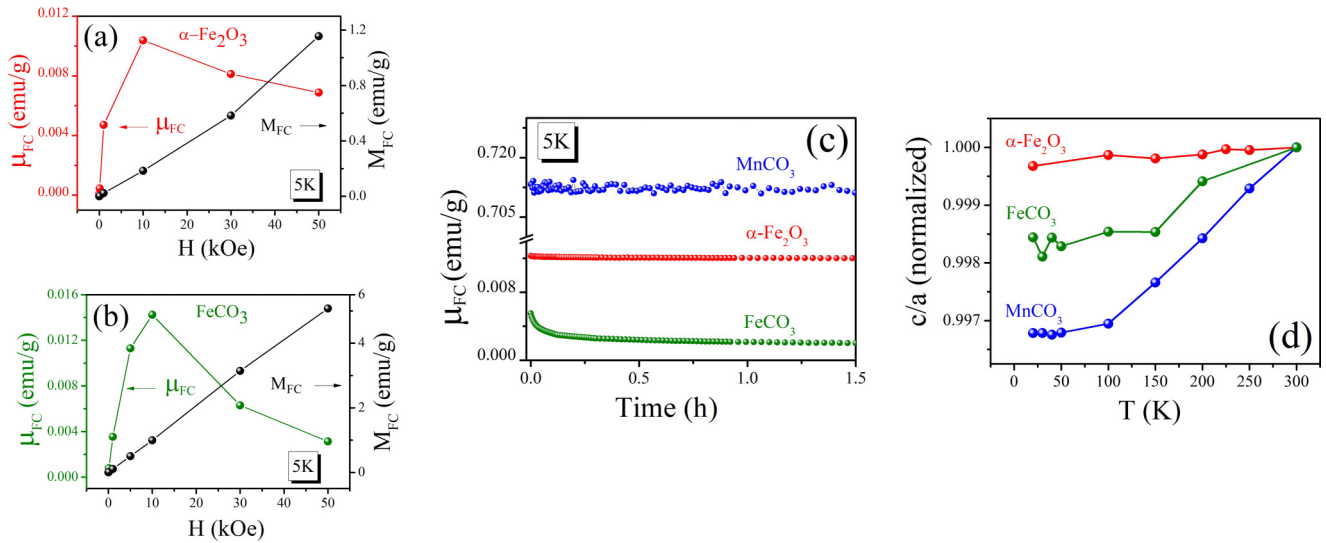 (a)
α–Fe2O3
0.012
0.008
0.004
0.000
μFC (emu/g)
1.2
0.8
0.4
0.0
MFC (emu/g)
μFC
MFC
5K
0 10 20 30 40 50
H (kOe)
(b)
FeCO3
0.016
0.012
0.008
0.004
0.000
μFC (emu/g)
6
4
2
0
MFC (emu/g)
μFC
MFC
5K
0 10 20 30 40 50
H (kOe)
5K
(c)
0.720
0.705
0.008
0.000
μFC (emu/g)
MnCO3
α-Fe2O3
FeCO3
0.0 0.5 1.0 1.5
Time (h)
1.000
0.999
0.998
0.997
c/a (normalized)
α-Fe2O3
FeCO3
MnCO3
(d)
0 50 100 150 200 250 300
T (K)